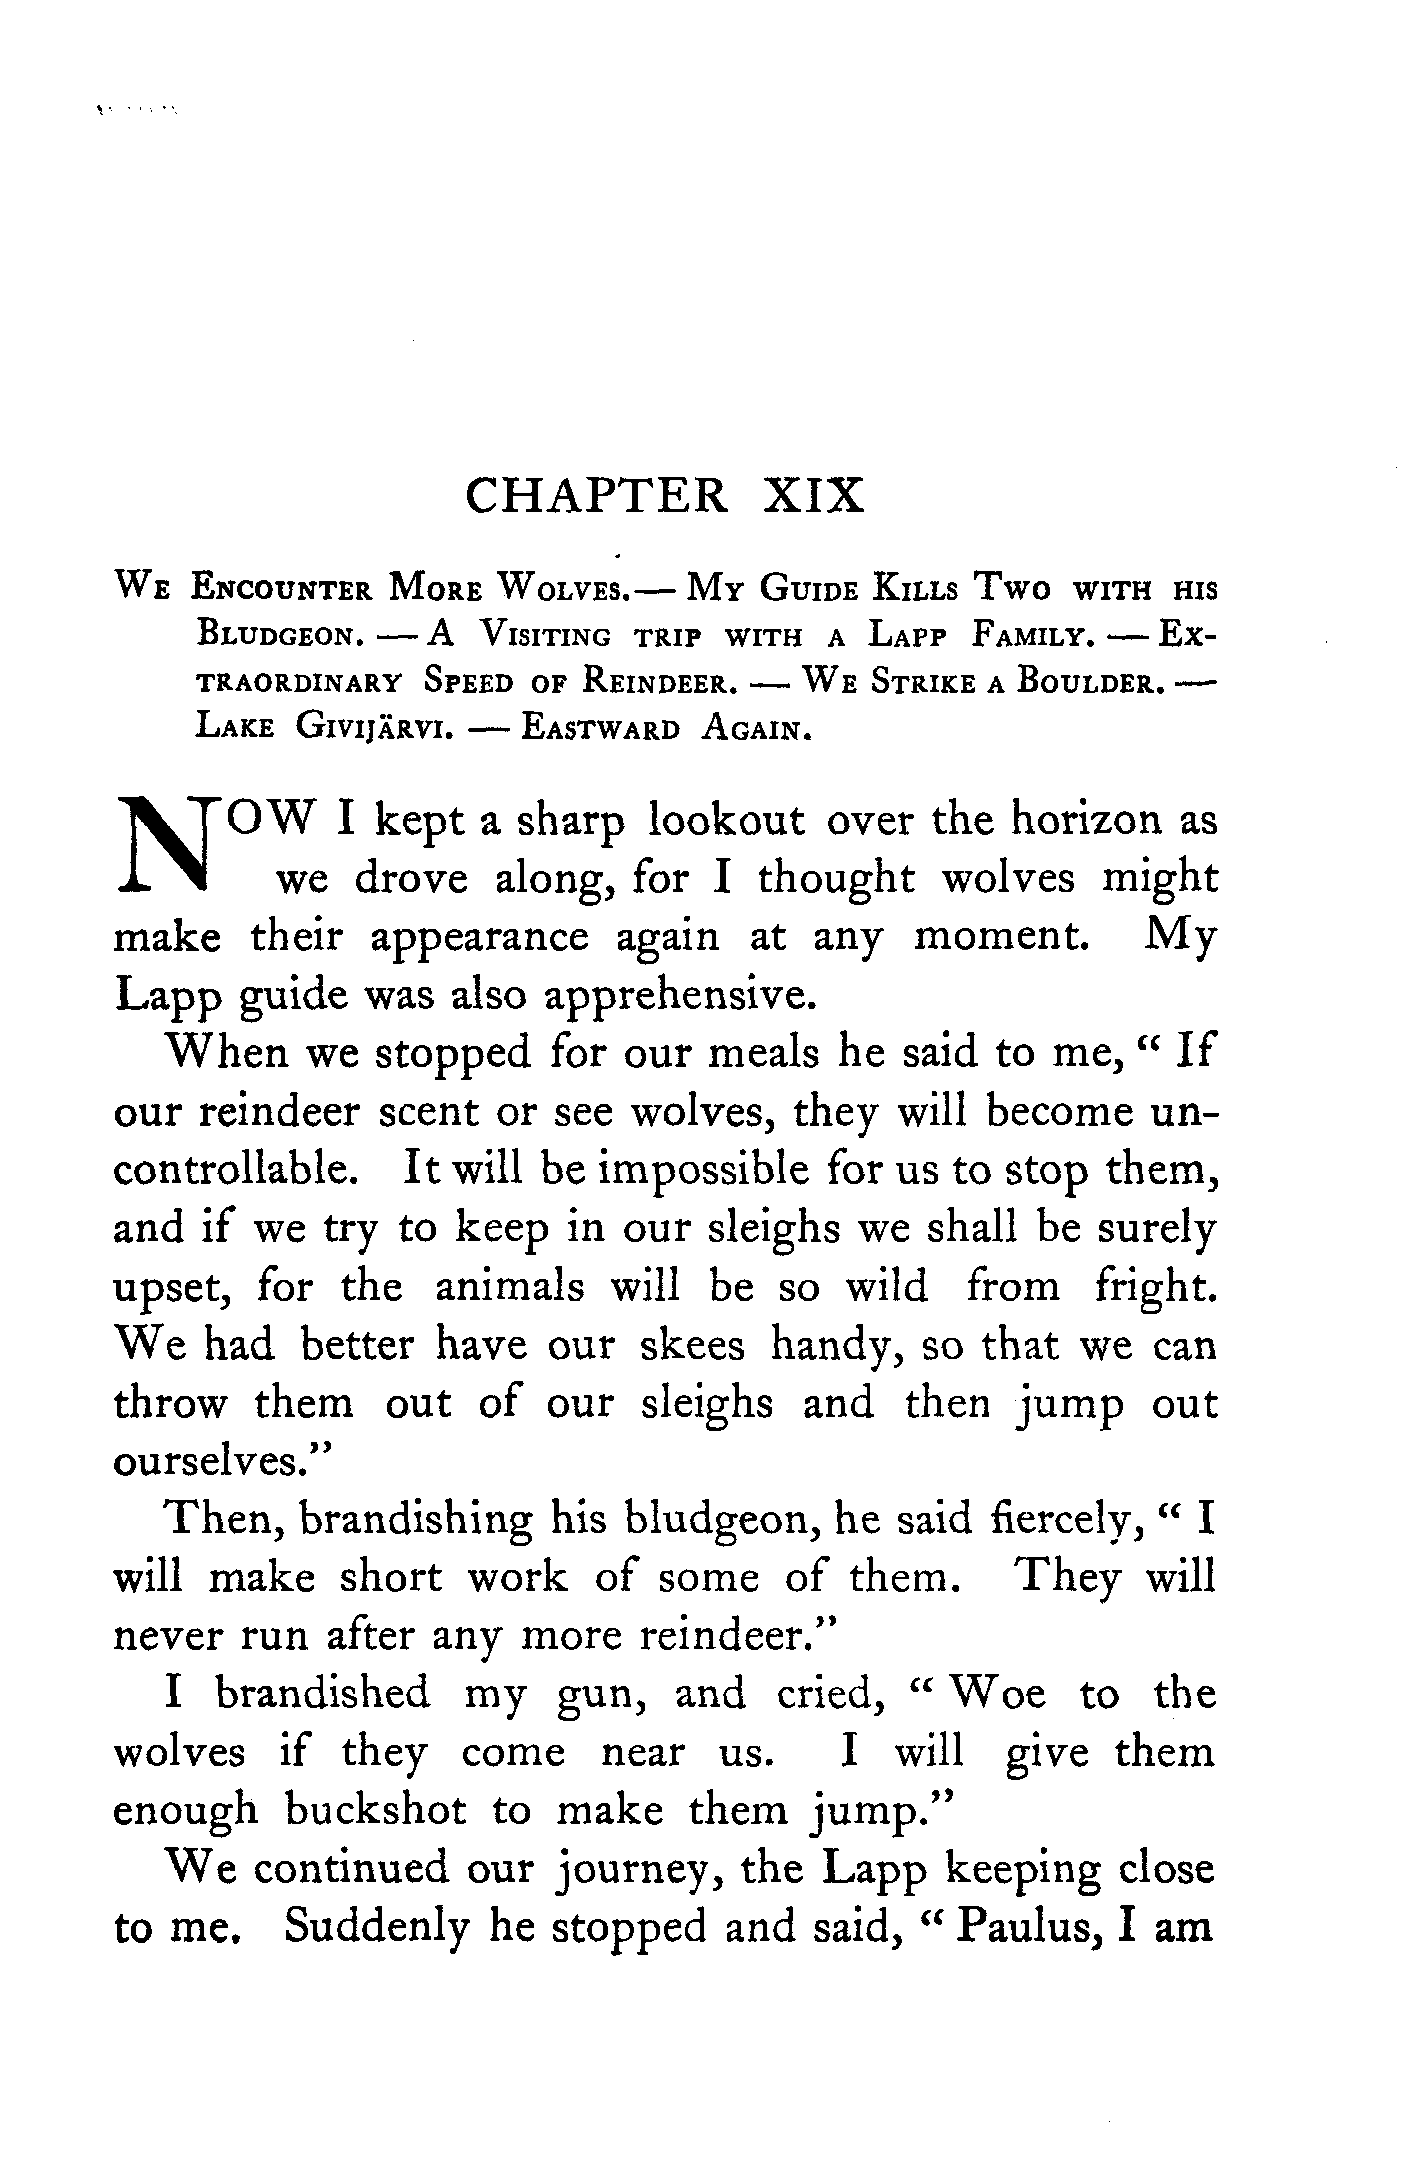 CHAPTER XIX
We Encounter More Wolves.— My Guide Kills Two with his
Bludgeon. — A Visiting trip with a Lapp Family. — Ex-
traordinary Speed of Reindeer. — We Strike a Boulder. —
Lake Givijärvi. — Eastward Again.
NOW I kept a sharp lookout over the horizon as
we drove along, for I thought wolves might
make their appearance again at any moment. My
Lapp guide was also apprehensive.
When we stopped for our meals he said to me, “ If
our reindeer scent or see wolves, they will become un-
controllable. It will be impossible for us to stop them,
and if we try to keep in our sleighs we shall be surely
upset, for the animals will be so wild from fright.
We had better have our skees handy, so that we can
throw them out of our sleighs and then jump out
ourselves.”
Then, brandishing his bludgeon, he said fiercely, “ I
will make short work of some of them. They will
never run after any more reindeer.”
I brandished my gun, and cried, “ Woe to the
wolves if they come near us. I will give them
enough buckshot to make them jump.”
We continued our journey, the Lapp keeping close
to me. Suddenly he stopped and said, “ Paulus, I am